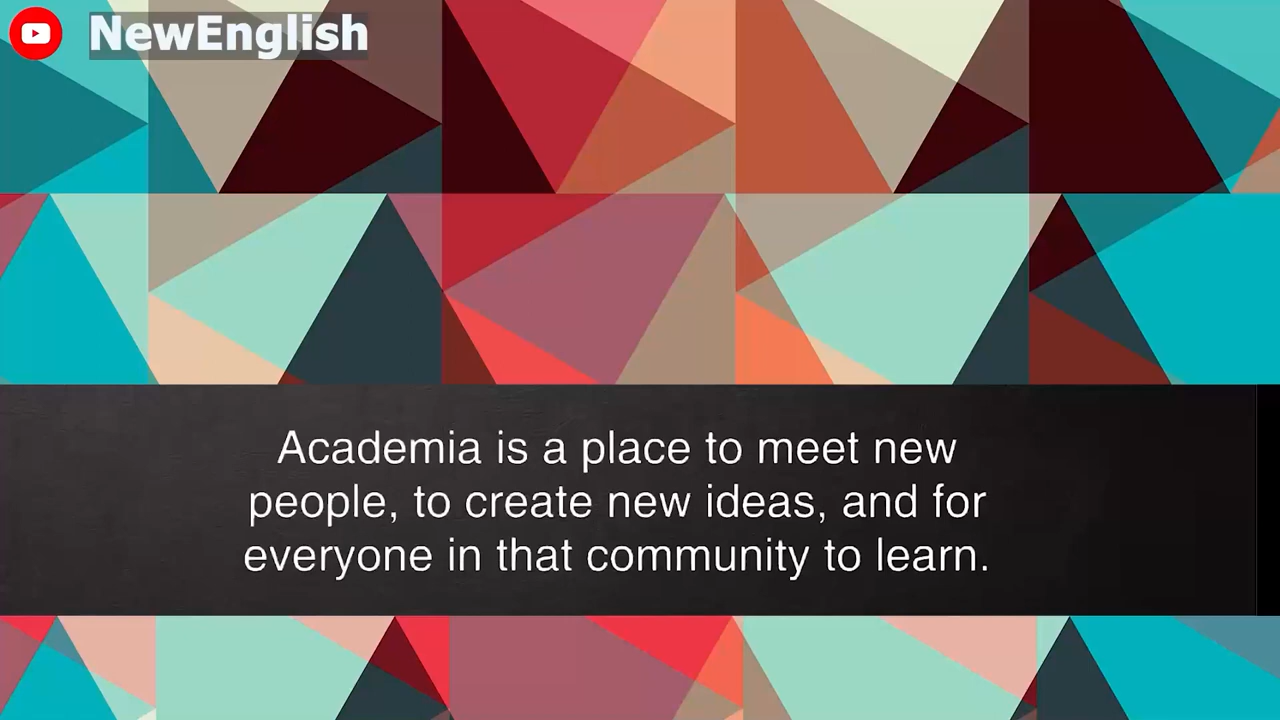 NewEnglish
Academia is a place to meet new
people, to create new ideas, and for
everyone in that community to learn.